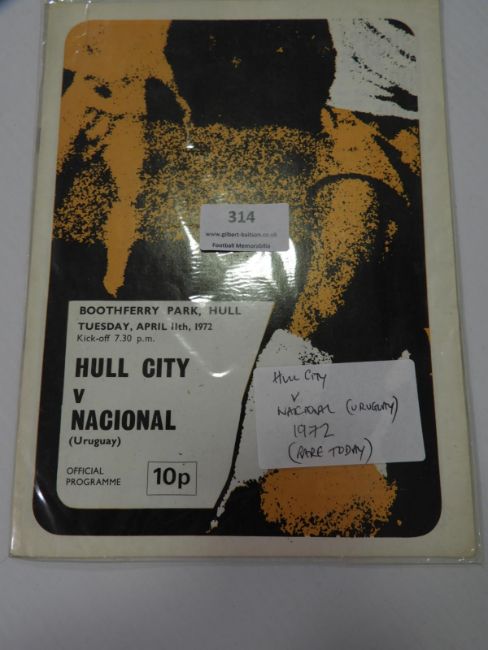 314
www.gilbert-baitson.co.uk
Football Memorabilia
BOOTHFERRY PARK, HULL
TUESDAY, APRIL 11th, 1972
Kick-off 7.30 p.m.
HULL CITY
v
NACIONAL
(Uruguay)
OFFICIAL
PROGRAMME
10p
HULL CITY
v
NACIONAL (URUGUAY)
1972
(RARE TODAY)